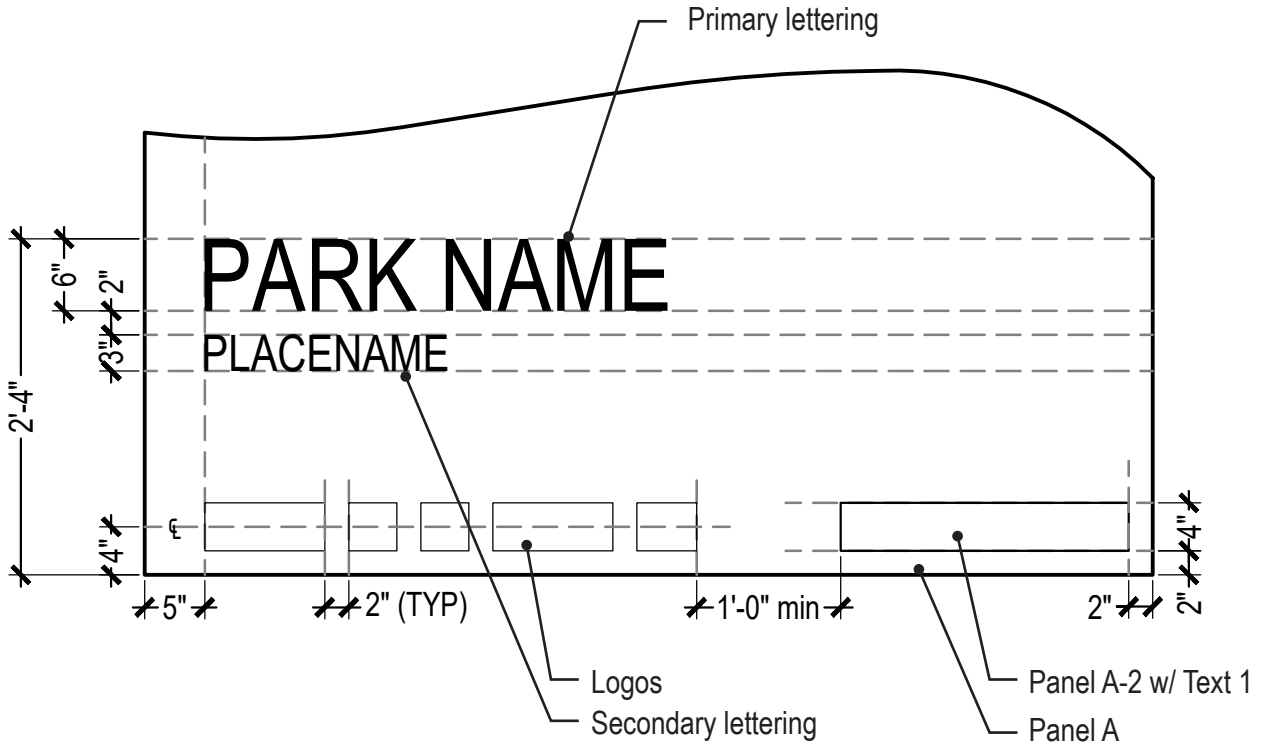 Primary lettering
PARK NAME
PLACENAME
6"
2"
3"
2'-4"
4"
℄
5"
2" (TYP)
1'-0" min
2"
4"
2"
Logos
Secondary lettering
Panel A-2 w/ Text 1
Panel A